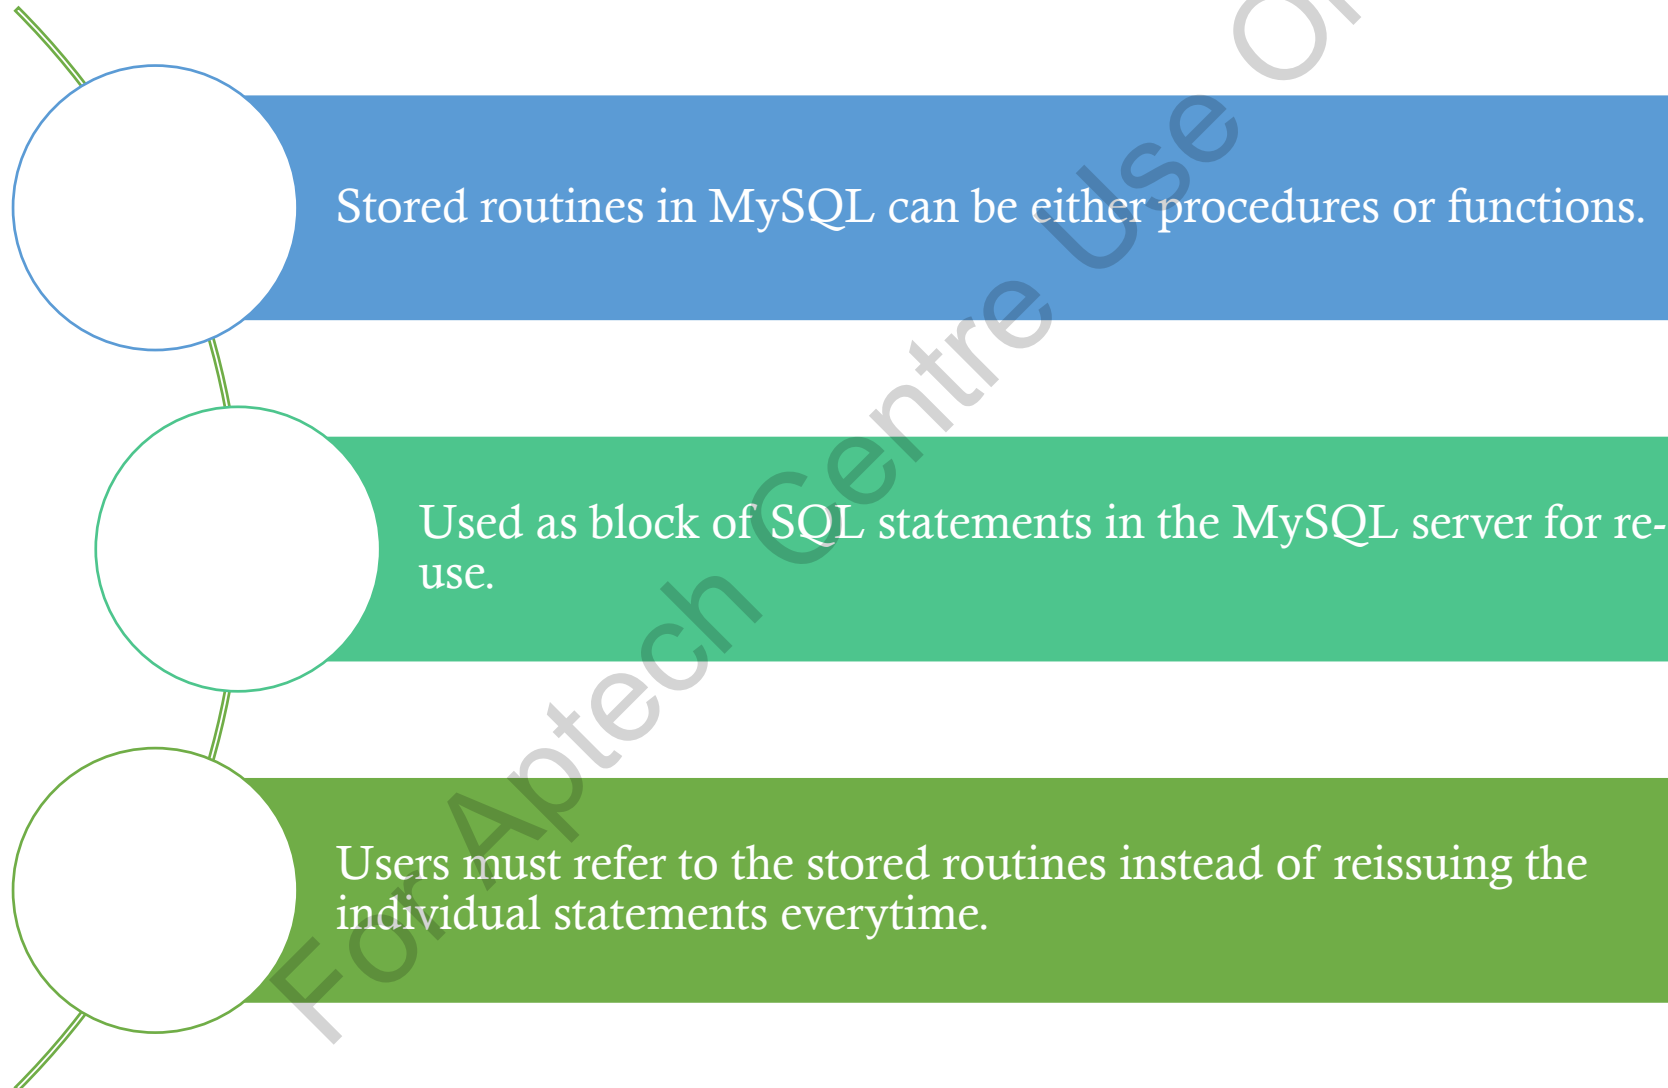 Stored routines in MySQL can be either procedures or functions.
Used as block of SQL statements in the MySQL server for re-
use.
Users must refer to the stored routines instead of reissuing the
individual statements everytime.
For Aptech Centre Use